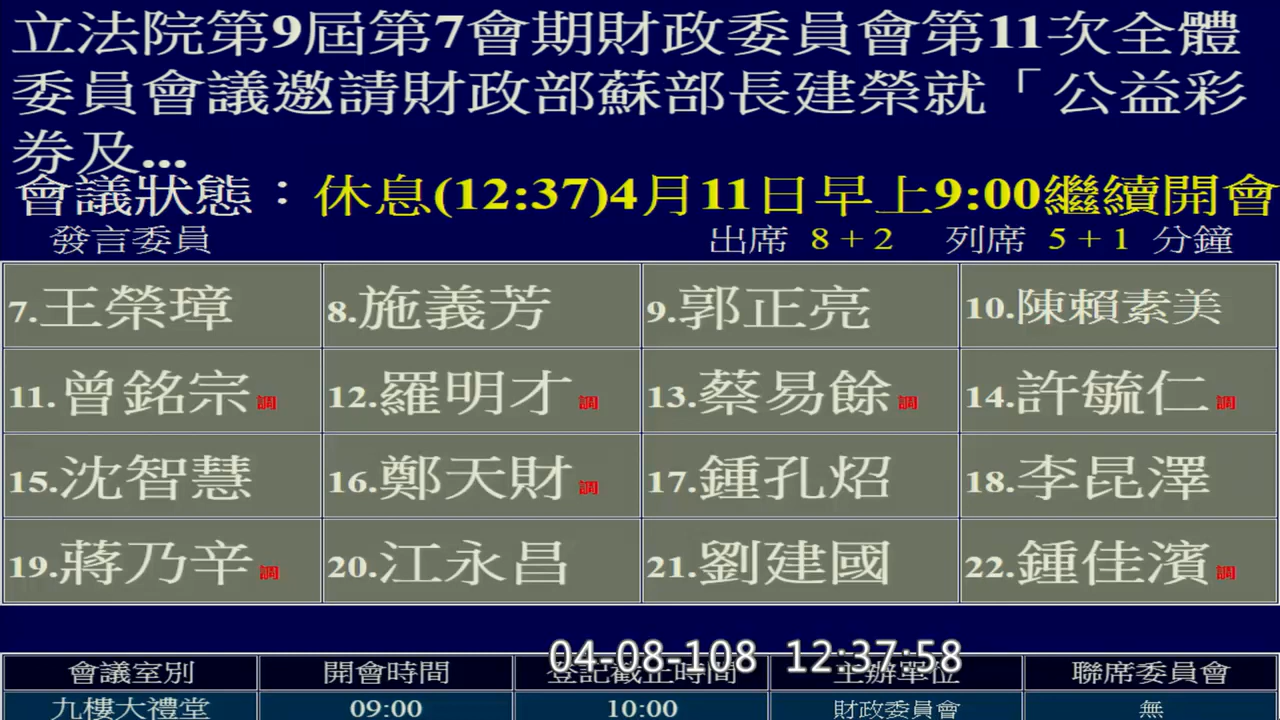 立法院第9屆第7會期財政委員會第11次全體
委員會議邀請財政部蘇部長建榮就「公益彩
券及...
會議狀態：休息(12:37)4月11日早上9:00繼續開會
發言委員 出席 8+2 列席 5+1 分鐘
7.王榮璋 8.施義芳 9.郭正亮 10.陳賴素美
11.曾銘宗調 12.羅明才調 13.蔡易餘調 14.許毓仁調
15.沈智慧 16.鄭天財調 17.鍾孔炤 18.李昆澤
19.蔣乃辛調 20.江永昌 21.劉建國 22.鍾佳濱調
04-08-108 12:37:58
會議室別 開會時間 登記截止時間 主辦單位 聯席委員會
九樓大禮堂 09:00 10:00 財政委員會 無